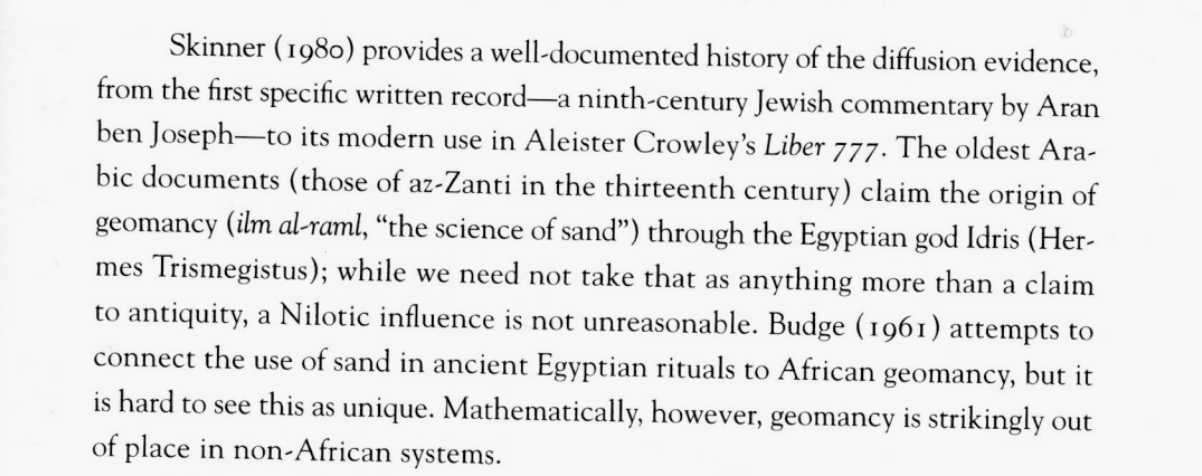 Skinner (1980) provides a well-documented history of the diffusion evidence,
from the first specific written record—a ninth-century Jewish commentary by Aran
ben Joseph—to its modern use in Aleister Crowley's Liber 777. The oldest Ara-
bic documents (those of az-Zanti in the thirteenth century) claim the origin of
geomancy (ilm al-raml, “the science of sand”) through the Egyptian god Idris (Her-
mes Trismegistus); while we need not take that as anything more than a claim
to antiquity, a Nilotic influence is not unreasonable. Budge (1961) attempts to
connect the use of sand in ancient Egyptian rituals to African geomancy, but it
is hard to see this as unique. Mathematically, however, geomancy is strikingly out
of place in non-African systems.